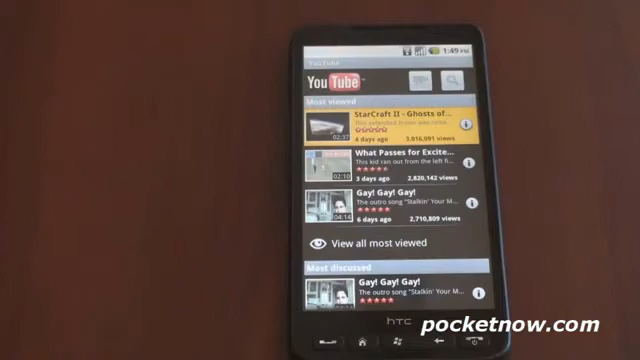 1:49 PM
YouTube
YouTube
Most viewed
StarCraft II - Ghosts of...
4 days ago 3,016,091 views
02:37
What Passes for Excite...
This kid ran out from the left fi...
3 days ago 2,820,142 views
02:10
Gay! Gay! Gay!
The outro song "Stalkin' Your M...
6 days ago 2,710,809 views
04:14
View all most viewed
Most discussed
Gay! Gay! Gay!
The outro song "Stalkin' Your M...
hTC
pocketnow.com